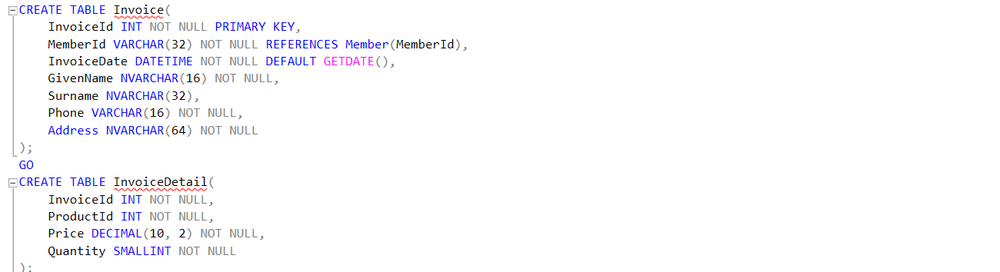 CREATE TABLE Invoice(
InvoiceId INT NOT NULL PRIMARY KEY,
MemberId VARCHAR(32) NOT NULL REFERENCES Member(MemberId),
InvoiceDate DATETIME NOT NULL DEFAULT GETDATE(),
GivenName NVARCHAR(16) NOT NULL,
Surname NVARCHAR(32),
Phone VARCHAR(16) NOT NULL,
Address NVARCHAR(64) NOT NULL
);
GO
CREATE TABLE InvoiceDetail(
InvoiceId INT NOT NULL,
ProductId INT NOT NULL,
Price DECIMAL(10, 2) NOT NULL,
Quantity SMALLINT NOT NULL
);